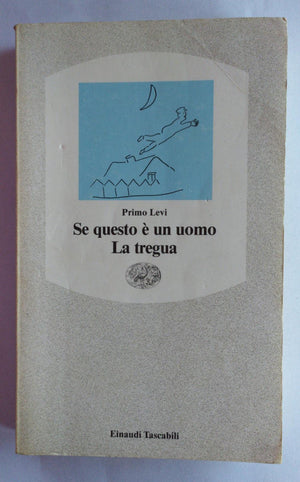 Primo Levi
Se questo è un uomo
La tregua
Einaudi Tascabili